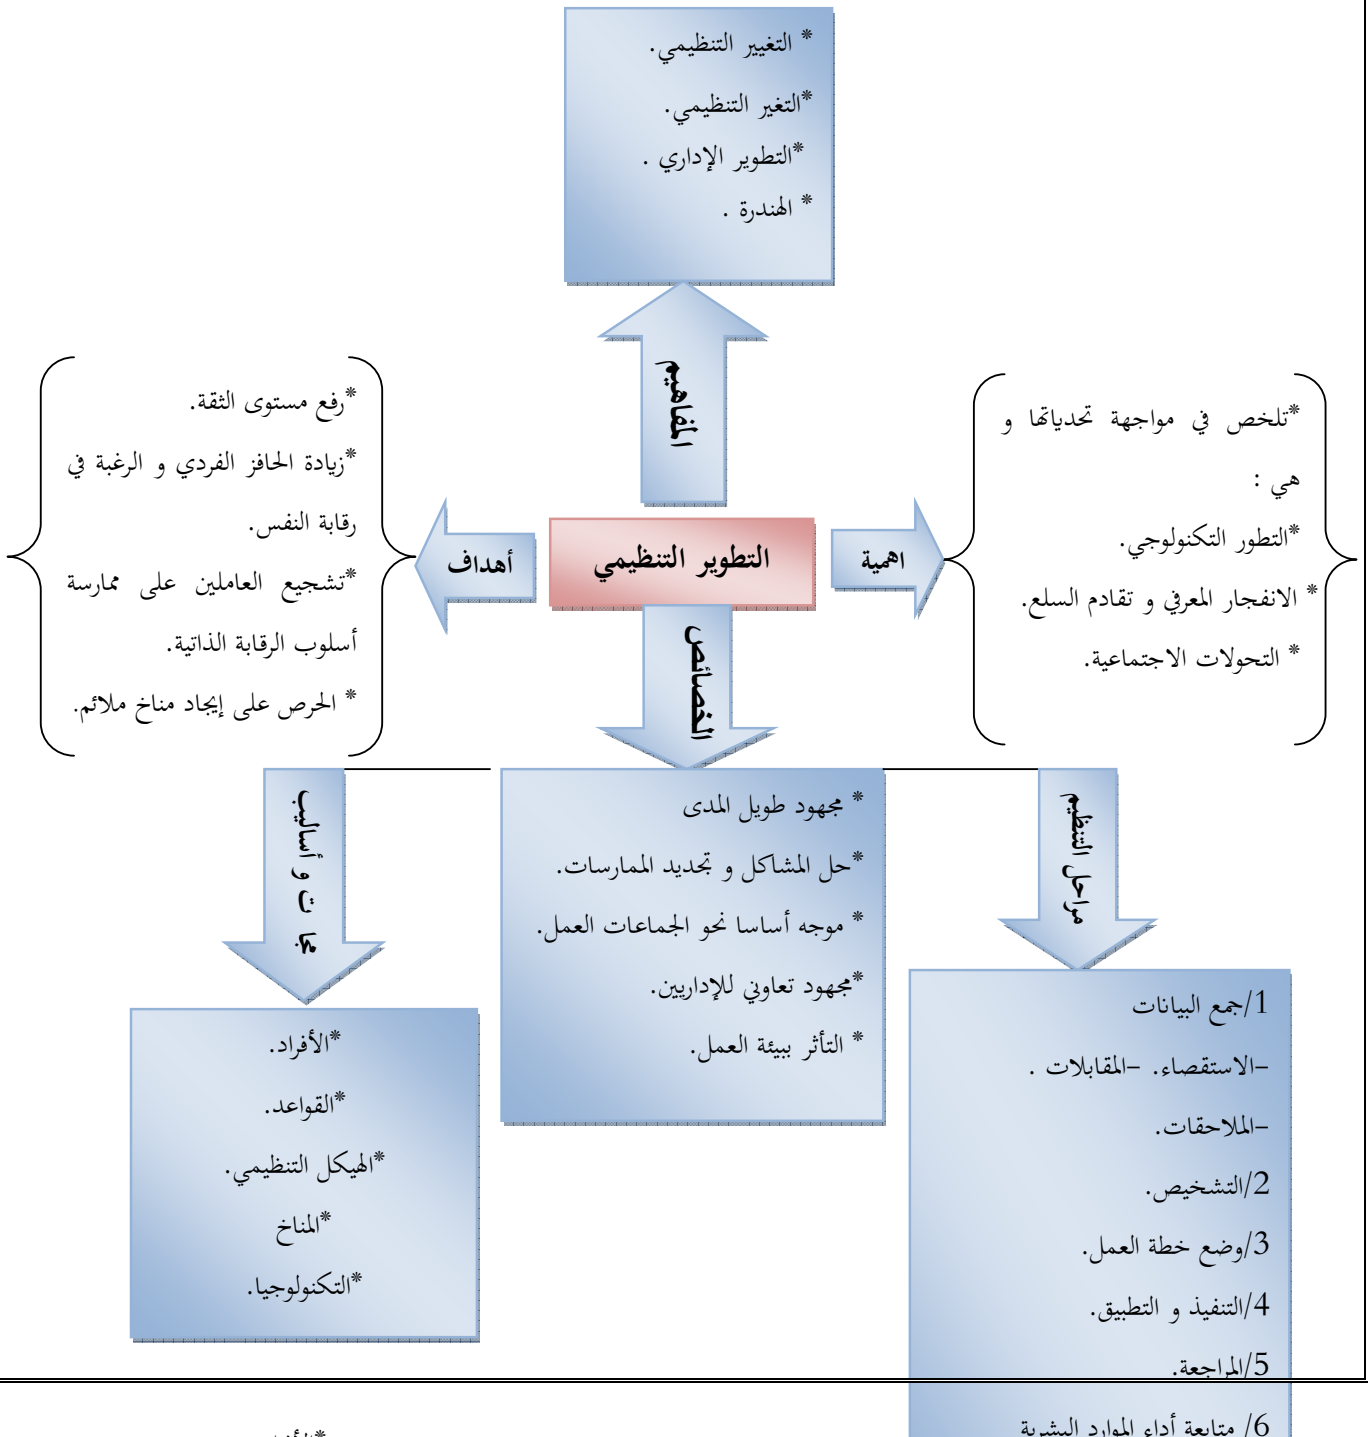 * التغيير التنظيمي.
*التغير التنظيمي.
*التطوير الإداري .
* الهندرة .
المفاهيم
*تلخص في مواجهة تحدياتها و
هي :
*التطور التكنولوجي.
* الانفجار المعرفي و تقادم السلع.
* التحولات الاجتماعية.
اهمية
التطوير التنظيمي
أهداف
*رفع مستوى الثقة.
*زيادة الحافز الفردي و الرغبة في
رقابة النفس.
*تشجيع العاملين على ممارسة
أسلوب الرقابة الذاتية.
* الحرص على إيجاد مناخ ملائم.
الخصائص
مراحل التنظيم
1/جمع البيانات
-الاستقصاء. -المقابلات .
-الملاحقات.
2/التشخيص.
3/وضع خطة العمل.
4/التنفيذ و التطبيق.
5/المراجعة.
6/ متابعة أداء الموارد البشرية
* مجهود طويل المدى
*حل المشاكل و تجديد الممارسات.
* موجه أساسا نحو الجماعات العمل.
*مجهود تعاوني للإداريين.
* التأثر ببيئة العمل.
مجا ت و أساليب
*الأفراد.
*القواعد.
*الهيكل التنظيمي.
*المناخ
*التكنولوجيا.